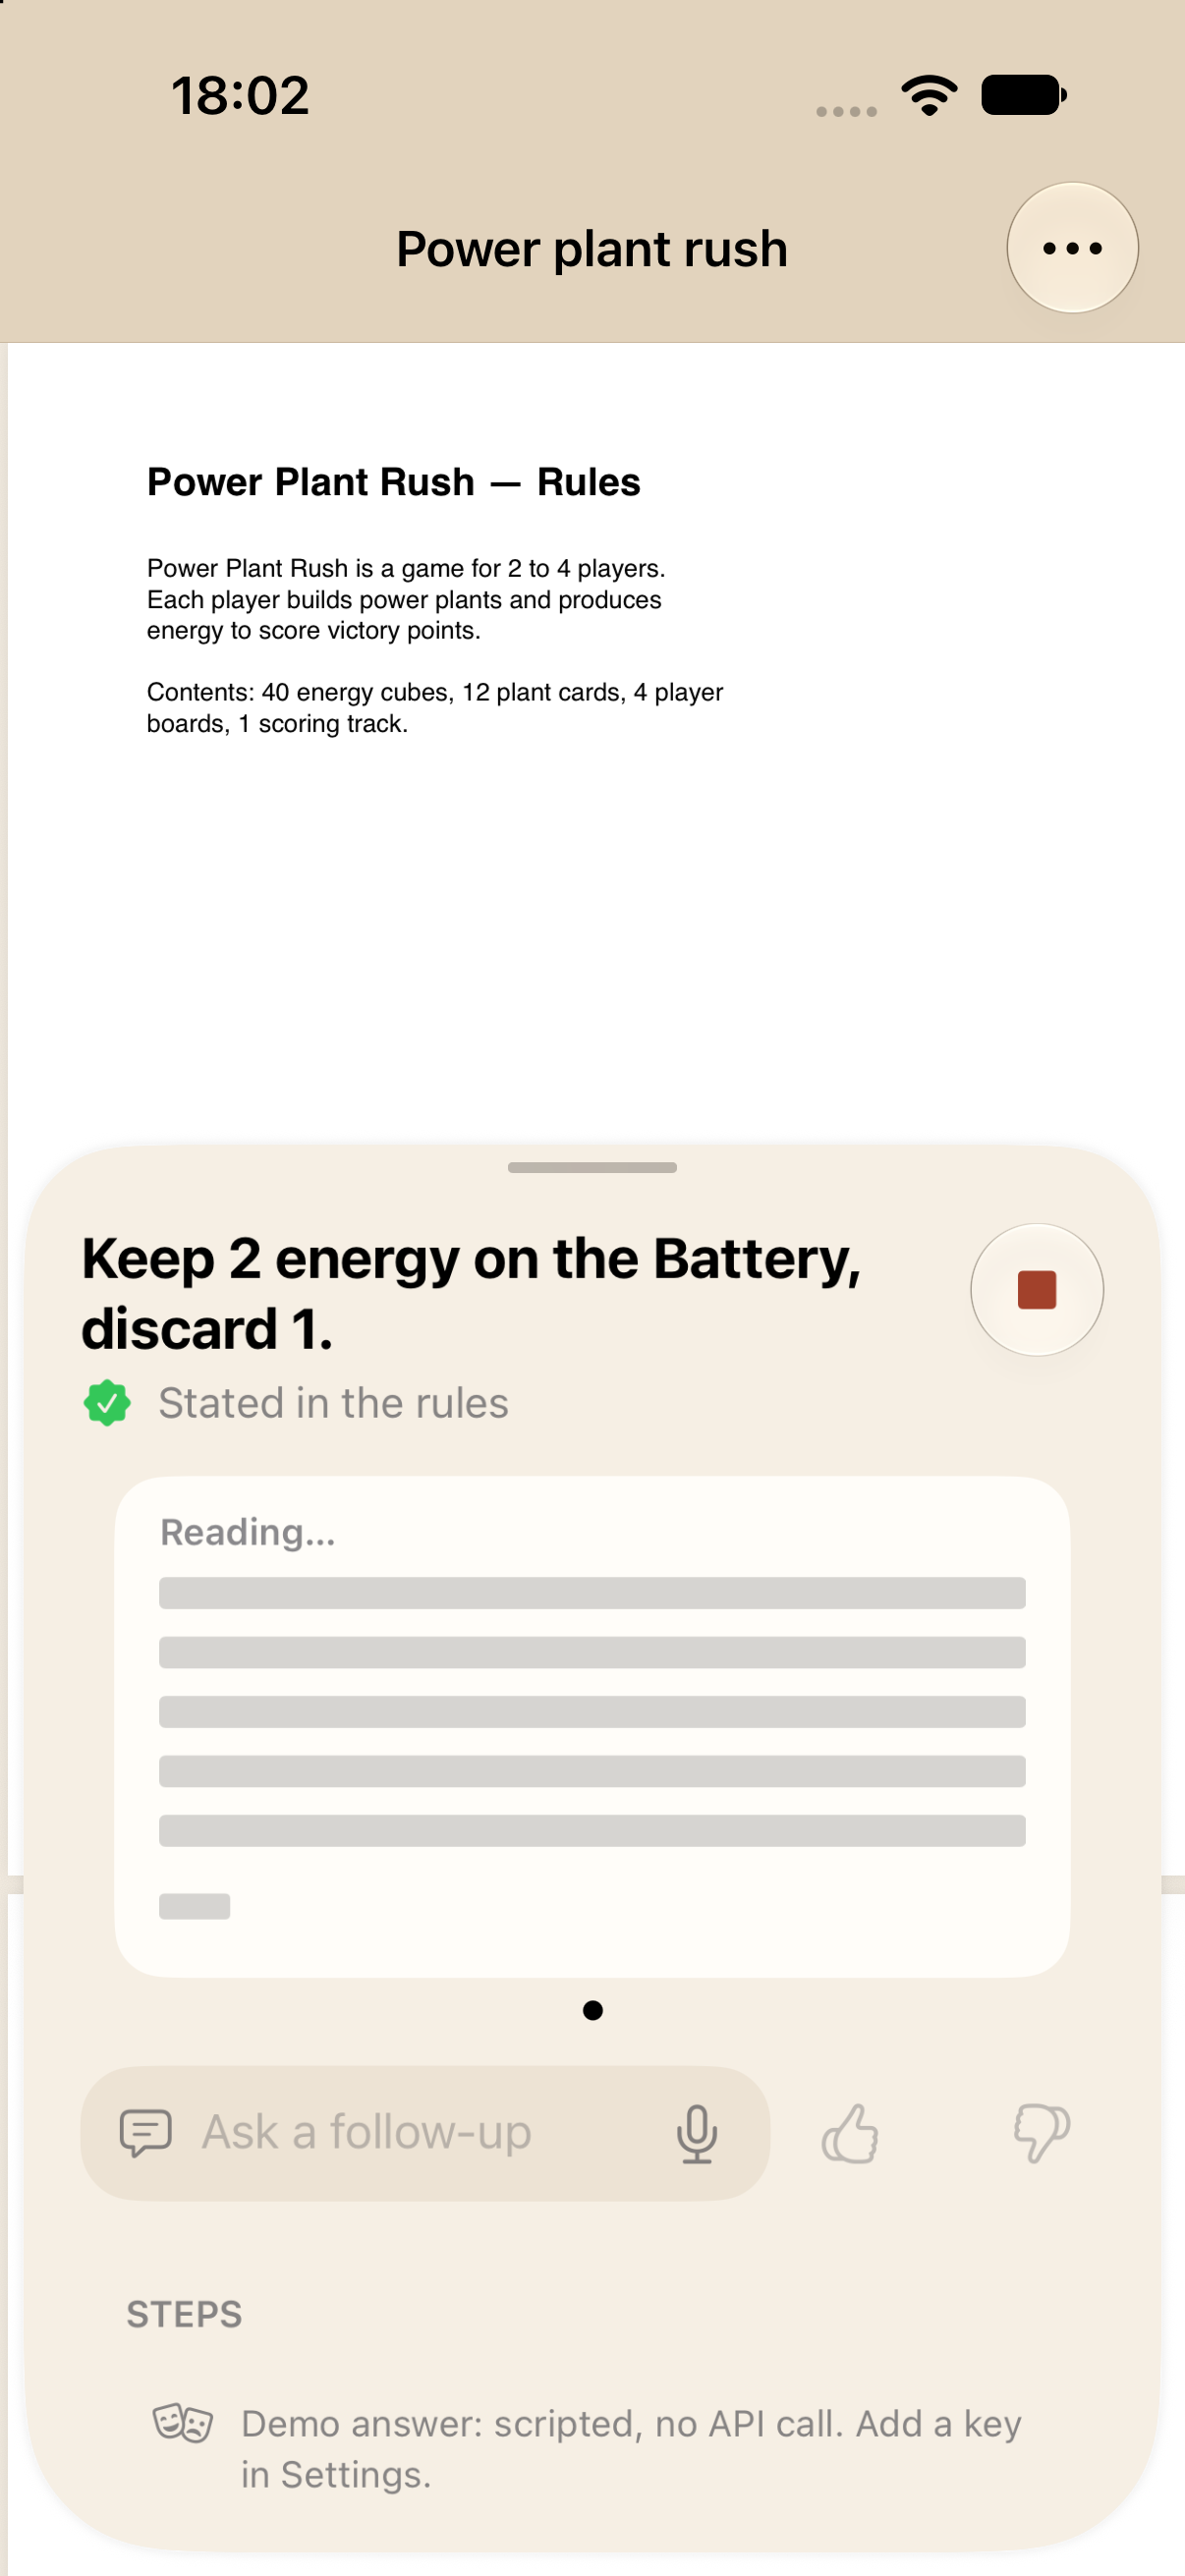 18:02
Power plant rush
Power Plant Rush — Rules
Power Plant Rush is a game for 2 to 4 players.
Each player builds power plants and produces
energy to score victory points.
Contents: 40 energy cubes, 12 plant cards, 4 player
boards, 1 scoring track.
Keep 2 energy on the Battery,
discard 1.
Stated in the rules
Reading...
Ask a follow-up
STEPS
Demo answer: scripted, no API call. Add a key
in Settings.